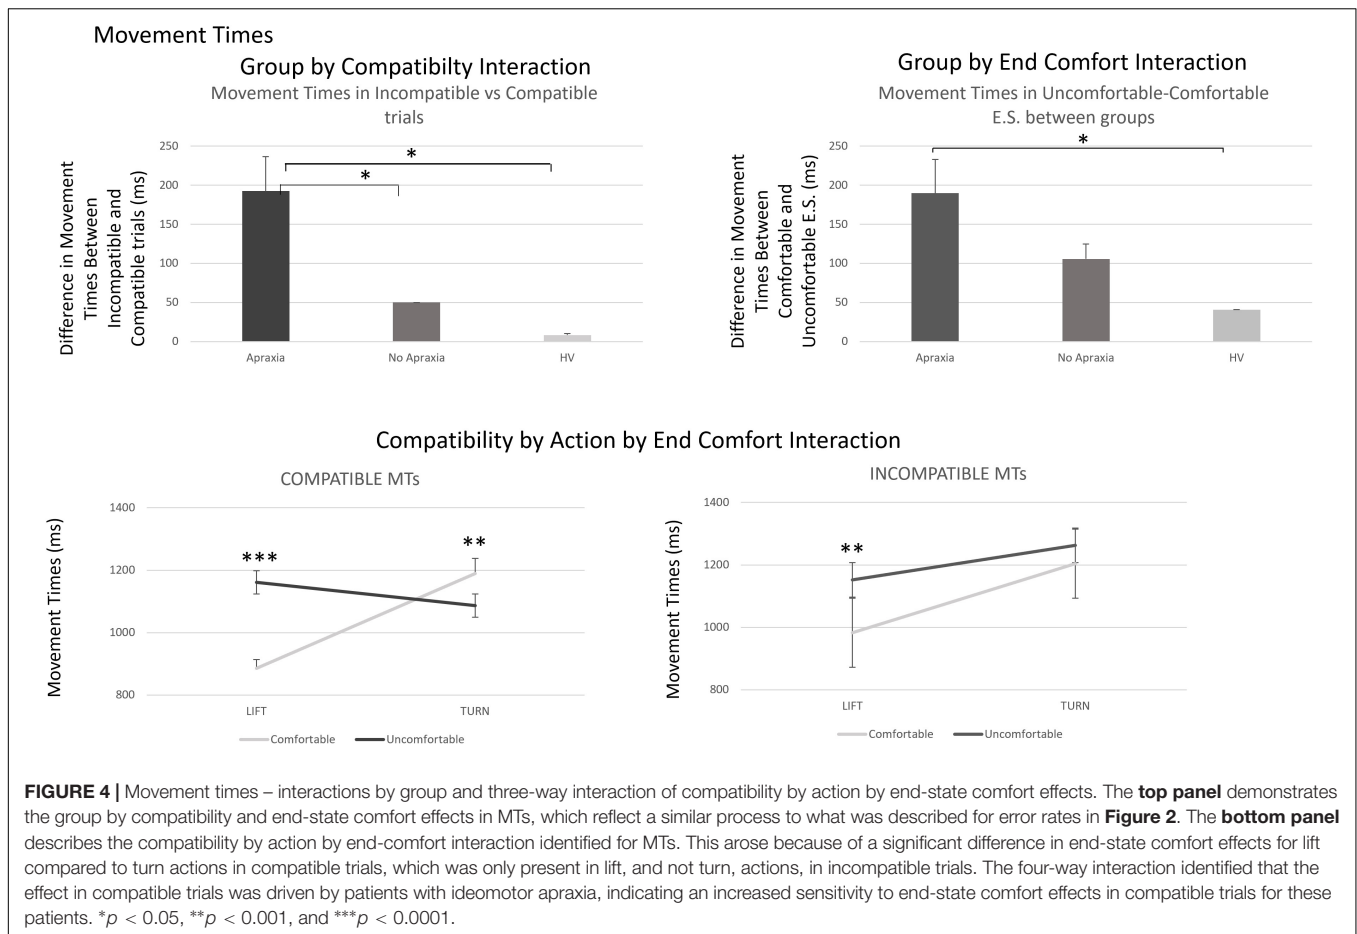 Movement Times
Group by Compatibilty Interaction
Movement Times in Incompatible vs Compatible
trials
Difference in Movement
Times Between
Incompatible and
Compatible trials (ms)
250
200
150
100
50
0
*
*
Apraxia
No Apraxia
HV
Group by End Comfort Interaction
Movement Times in Uncomfortable-Comfortable
E.S. between groups
Difference in Movement
Times Between
Comfortable and
Uncomfortable E.S. (ms)
250
200
150
100
50
0
*
Apraxia
No Apraxia
HV
Compatibility by Action by End Comfort Interaction
COMPATIBLE MTs
Movement Times (ms)
1400
1200
1000
800
***
**
LIFT
TURN
Comfortable
Uncomfortable
INCOMPATIBLE MTs
Movement Times (ms)
1400
1200
1000
800
**
LIFT
TURN
Comfortable
Uncomfortable
FIGURE 4 | Movement times – interactions by group and three-way interaction of compatibility by action by end-state comfort effects. The top panel demonstrates
the group by compatibility and end-state comfort effects in MTs, which reflect a similar process to what was described for error rates in Figure 2. The bottom panel
describes the compatibility by action by end-comfort interaction identified for MTs. This arose because of a significant difference in end-state comfort effects for lift
compared to turn actions in compatible trials, which was only present in lift, and not turn, actions, in incompatible trials. The four-way interaction identified that the
effect in compatible trials was driven by patients with ideomotor apraxia, indicating an increased sensitivity to end-state comfort effects in compatible trials for these
patients. *p < 0.05, **p < 0.001, and ***p < 0.0001.